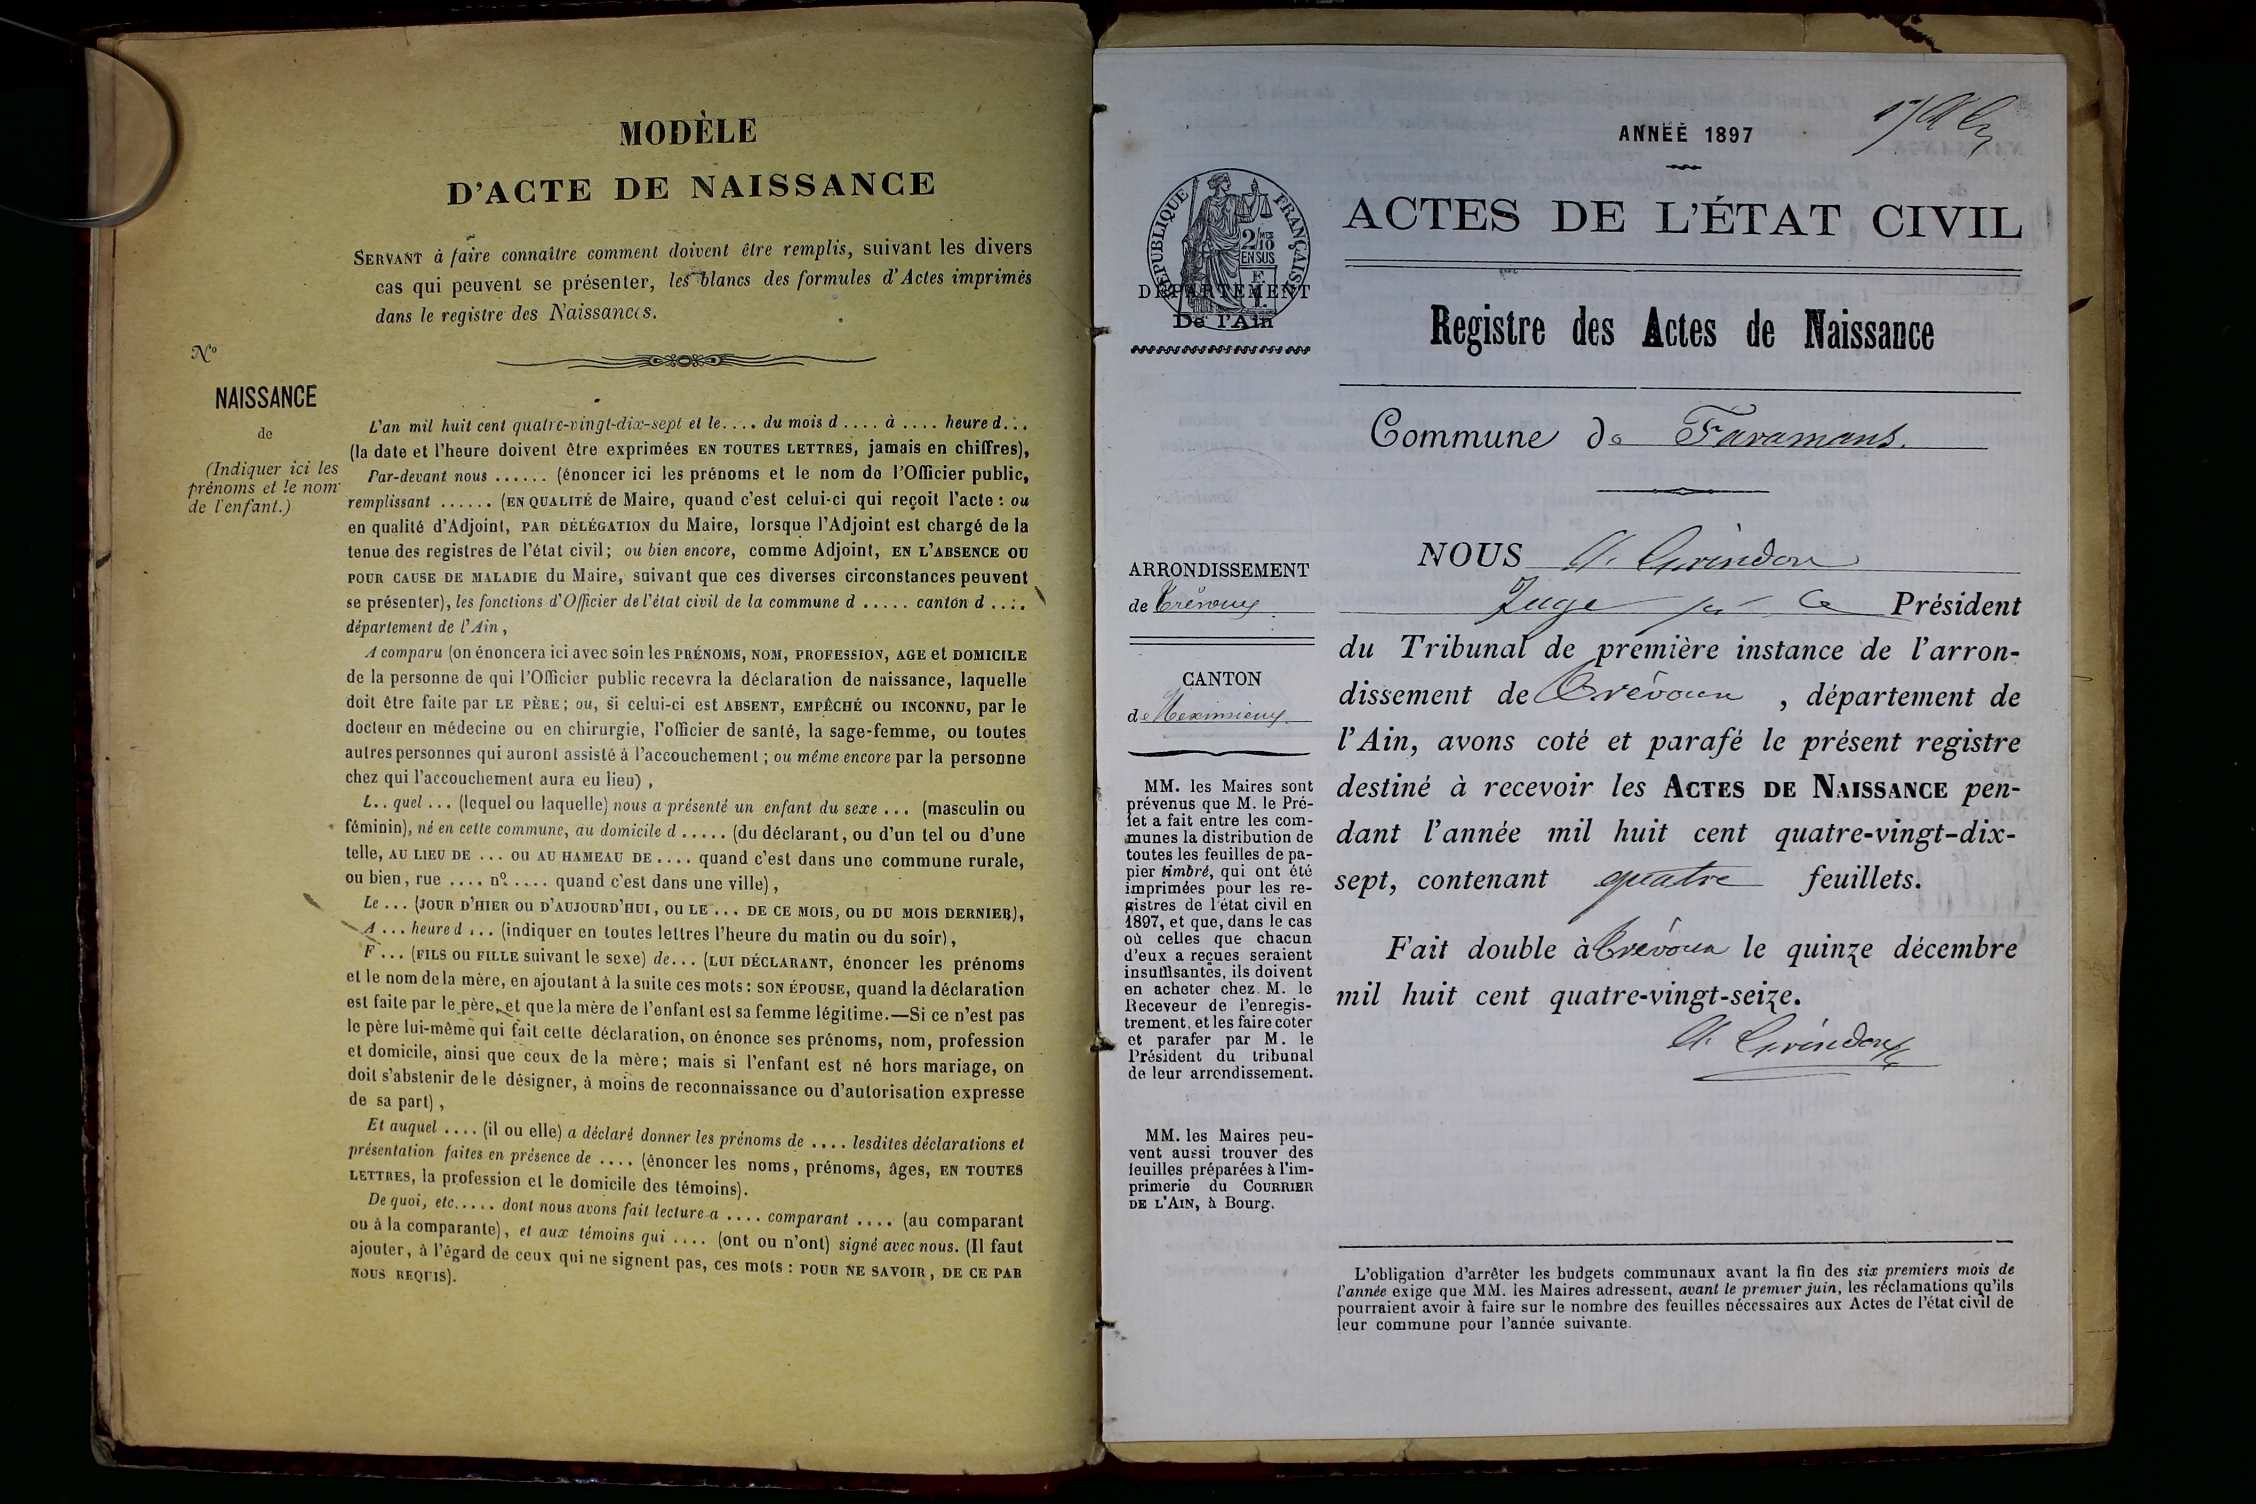 MODÈLE
D'ACTE DE NAISSANCE
SERVANT à faire connaître comment doivent être remplis, suivant les divers
cas qui peuvent se présenter, les blancs des formules d'Actes imprimés
dans le registre des Naissances.
N°
NAISSANCE
de
(Indiquer ici les
prénoms et le nom
de l'enfant.)
L'an mil huit cent quatre-vingt-dix-sept et le.... du mois d .... à .... heure d...
(la date et l'heure doivent être exprimées EN TOUTES LETTRES, jamais en chiffres),
Par-devant nous ...... (énoncer ici les prénoms et le nom de l'Officier public,
remplissant ...... (EN QUALITÉ de Maire, quand c'est celui-ci qui reçoit l'acte : ou
en qualité d'Adjoint, PAR DÉLÉGATION du Maire, lorsque l'Adjoint est chargé de la
tenue des registres de l'état civil; ou bien encore, comme Adjoint, EN L'ABSENCE OU
POUR CAUSE DE MALADIE du Maire, suivant que ces diverses circonstances peuvent
se présenter), les fonctions d'Officier de l'état civil de la commune d ..... canton d ....
département de l'Ain,
A comparu (on énoncera ici avec soin les PRÉNOMS, NOM, PROFESSION, AGE et DOMICILE
de la personne de qui l'Officier public recevra la déclaration de naissance, laquelle
doit être faite par LE PÈRE; ou, si celui-ci est ABSENT, EMPÊCHÉ OU INCONNU, par le
docteur en médecine ou en chirurgie, l'officier de santé, la sage-femme, ou toutes
autres personnes qui auront assisté à l'accouchement; ou même encore par la personne
chez qui l'accouchement aura eu lieu),
L.. quel ... (lequel ou laquelle) nous a présenté un enfant du sexe ... (masculin ou
féminin), né en cette commune, au domicile d ..... (du déclarant, ou d'un tel ou d'une
telle, AU LIEU DE ... OU AU HAMEAU DE .... quand c'est dans une commune rurale,
ou bien, rue .... n°..... quand c'est dans une ville),
Le ... (JOUR D'HIER OU D'AUJOURD'HUI, OU LE ... DE CE MOIS, OU DU MOIS DERNIER),
A ... heure d ... (indiquer en toutes lettres l'heure du matin ou du soir),
F ... (FILS OU FILLE suivant le sexe) de... (LUI DÉCLARANT, énoncer les prénoms
et le nom de la mère, en ajoutant à la suite ces mots : SON ÉPOUSE, quand la déclaration
est faite par le père, et que la mère de l'enfant est sa femme légitime.—Si ce n'est pas
le père lui-même qui fait cette déclaration, on énonce ses prénoms, nom, profession
et domicile, ainsi que ceux de la mère; mais si l'enfant est né hors mariage, on
doit s'abstenir de le désigner, à moins de reconnaissance ou d'autorisation expresse
de sa part),
Et auquel .... (il ou elle) a déclaré donner les prénoms de .... lesdites déclarations et
présentation faites en présence de .... (énoncer les noms, prénoms, âges, EN TOUTES
LETTRES, la profession et le domicile des témoins).
De quoi, etc..... dont nous avons fait lecture a .... comparant .... (au comparant
ou à la comparante), et aux témoins qui .... (ont ou n'ont) signé avec nous. (Il faut
ajouter, à l'égard de ceux qui ne signent pas, ces mots : POUR NE SAVOIR, DE CE PAR
NOUS REQUIS).
ANNÉE 1897
RÉPUBLIQUE FRANÇAISE
2/10 MES
EN SUS
DÉPARTEMENT
De l'Ain
ACTES DE L'ÉTAT CIVIL
Registre des Actes de Naissance
Commune de Faramans.
ARRONDISSEMENT
de Trévoux
CANTON
de Meximieux
MM. les Maires sont
prévenus que M. le Pré-
fet a fait entre les com-
munes la distribution de
toutes les feuilles de pa-
pier timbré, qui ont été
imprimées pour les re-
gistres de l'état civil en
1897, et que, dans le cas
où celles que chacun
d'eux a reçues seraient
insuffisantes, ils doivent
en acheter chez M. le
Receveur de l'enregis-
trement, et les faire coter
et parafer par M. le
Président du tribunal
de leur arrondissement.
MM. les Maires peu-
vent aussi trouver des
feuilles préparées à l'im-
primerie du COURRIER
DE L'AIN, à Bourg.
NOUS A. Grindon
Juge pr le Président
du Tribunal de première instance de l'arron-
dissement de Trévoux, département de
l'Ain, avons coté et parafé le présent registre
destiné à recevoir les ACTES DE NAISSANCE pen-
dant l'année mil huit cent quatre-vingt-dix-
sept, contenant quatre feuillets.
Fait double à Trévoux le quinze décembre
mil huit cent quatre-vingt-seize.
A. Grindon
L'obligation d'arrêter les budgets communaux avant la fin des six premiers mois de
l'année exige que MM. les Maires adressent, avant le premier juin, les réclamations qu'ils
pourraient avoir à faire sur le nombre des feuilles nécessaires aux Actes de l'état civil de
leur commune pour l'année suivante.